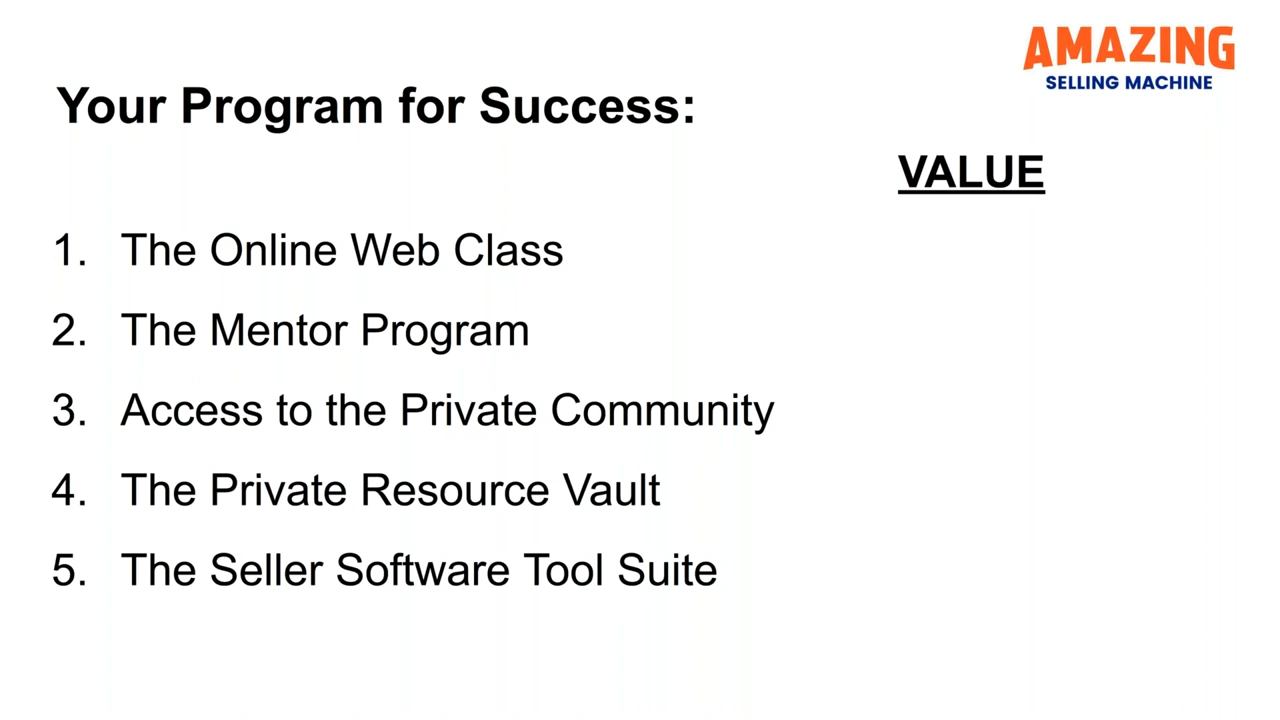 AMAZING
SELLING MACHINE
Your Program for Success:
VALUE
1. The Online Web Class
2. The Mentor Program
3. Access to the Private Community
4. The Private Resource Vault
5. The Seller Software Tool Suite